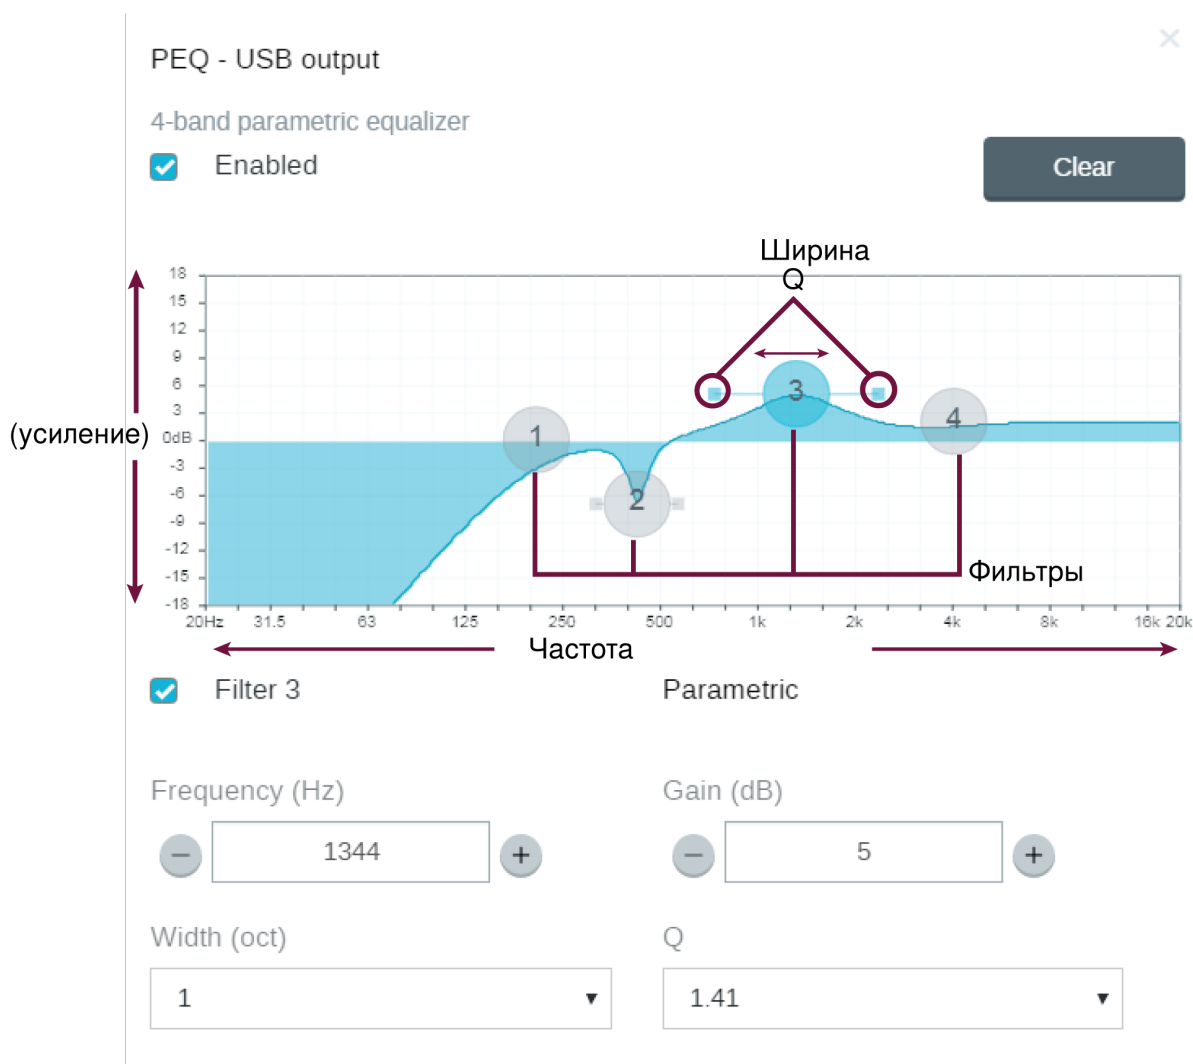 PEQ - USB output
×
4-band parametric equalizer
Enabled
Clear
Ширина
Q
18
15
12
9
6
3
0dB
-3
-6
-9
-12
-15
-18
(усиление)
1
2
3
4
Фильтры
20Hz 31.5 63 125 250 500 1k 2k 4k 8k 16k 20k
Частота
Filter 3 Parametric
Frequency (Hz) Gain (dB)
− 1344 + − 5 +
Width (oct) Q
1 ▼ 1.41 ▼